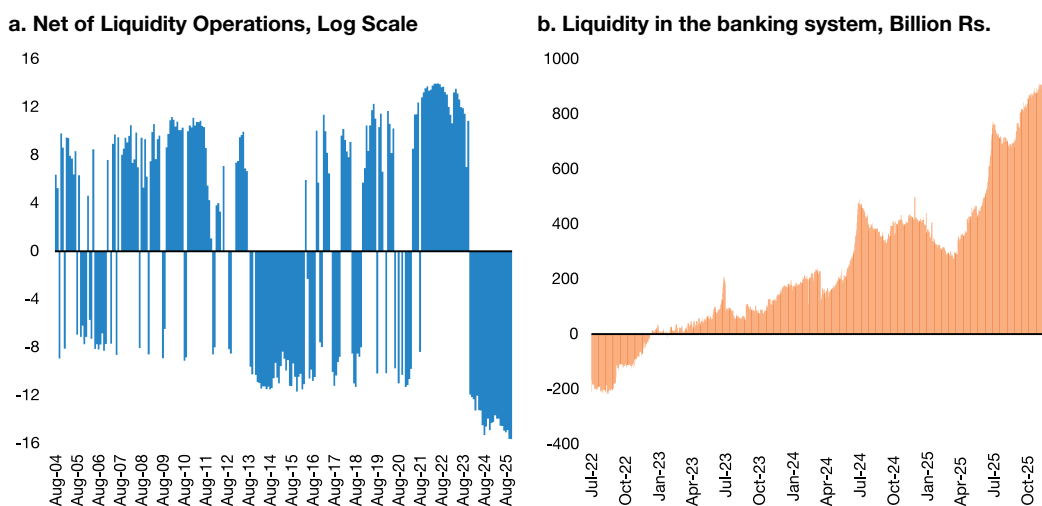 a. Net of Liquidity Operations, Log Scale
16
12
8
4
0
-4
-8
-12
-16
Aug-04
Aug-05
Aug-06
Aug-07
Aug-08
Aug-09
Aug-10
Aug-11
Aug-12
Aug-13
Aug-14
Aug-15
Aug-16
Aug-17
Aug-18
Aug-19
Aug-20
Aug-21
Aug-22
Aug-23
Aug-24
Aug-25
b. Liquidity in the banking system, Billion Rs.
1000
800
600
400
200
0
-200
-400
Jul-22
Oct-22
Jan-23
Apr-23
Jul-23
Oct-23
Jan-24
Apr-24
Jul-24
Oct-24
Jan-25
Apr-25
Jul-25
Oct-25